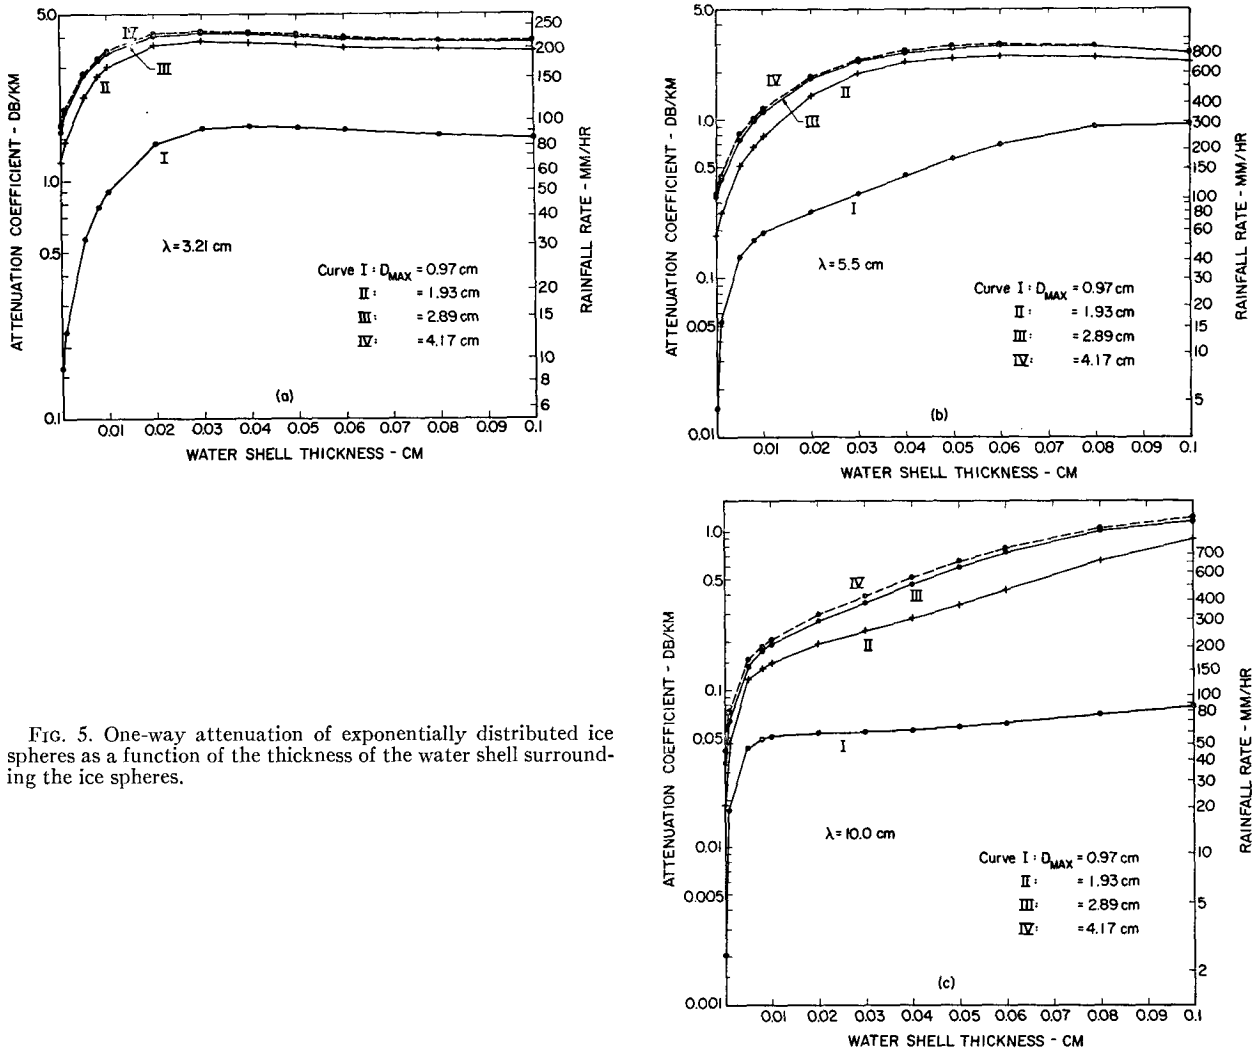 5.0
1.0
0.5
0.1
ATTENUATION COEFFICIENT - DB/KM
250
200
150
100
80
60
50
40
30
20
15
10
8
6
RAINFALL RATE - MM/HR
IV
III
II
I
λ=3.21 cm
Curve I : DMAX = 0.97 cm
II: = 1.93 cm
III: = 2.89 cm
IV: = 4.17 cm
(a)
0.01 0.02 0.03 0.04 0.05 0.06 0.07 0.08 0.09 0.1
WATER SHELL THICKNESS - CM
5.0
1.0
0.5
0.1
0.05
0.01
ATTENUATION COEFFICIENT - DB/KM
800
600
400
300
200
150
100
80
60
40
30
20
15
10
5
RAINFALL RATE - MM/HR
IV
II
III
I
λ=5.5 cm
Curve I : DMAX = 0.97cm
II: = 1.93cm
III: = 2.89cm
IV: = 4.17 cm
(b)
0.01 0.02 0.03 0.04 0.05 0.06 0.07 0.08 0.09 0.1
WATER SHELL THICKNESS - CM
1.0
0.5
0.1
0.05
0.01
0.005
0.001
ATTENUATION COEFFICIENT - DB/KM
700
600
400
300
200
150
100
80
50
40
30
20
10
5
2
RAINFALL RATE - MM/HR
IV
III
II
I
λ=10.0 cm
Curve I : DMAX = 0.97cm
II: = 1.93 cm
III: = 2.89 cm
IV: = 4.17 cm
(c)
0.01 0.02 0.03 0.04 0.05 0.06 0.07 0.08 0.09 0.1
WATER SHELL THICKNESS - CM
FIG. 5. One-way attenuation of exponentially distributed ice
spheres as a function of the thickness of the water shell surround-
ing the ice spheres.